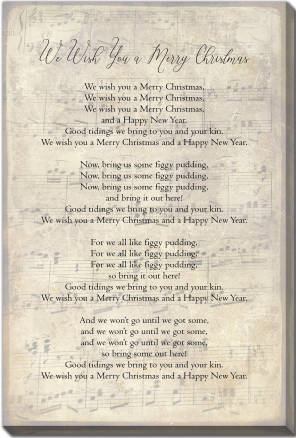 We Wish You a Merry Christmas
We wish you a Merry Christmas,
We wish you a Merry Christmas,
We wish you a Merry Christmas,
and a Happy New Year.
Good tidings we bring to you and your kin.
We wish you a Merry Christmas and a Happy New Year.
Now, bring us some figgy pudding,
Now, bring us some figgy pudding,
Now, bring us some figgy pudding,
and bring it out here!
Good tidings we bring to you and your kin.
We wish you a Merry Christmas and a Happy New Year.
For we all like figgy pudding,
For we all like figgy pudding,
For we all like figgy pudding,
so bring it out here!
Good tidings we bring to you and your kin.
We wish you a Merry Christmas and a Happy New Year.
And we won't go until we got some,
and we won't go until we got some,
and we won't go until we got some,
so bring some out here!
Good tidings we bring to you and your kin.
We wish you a Merry Christmas and a Happy New Year.